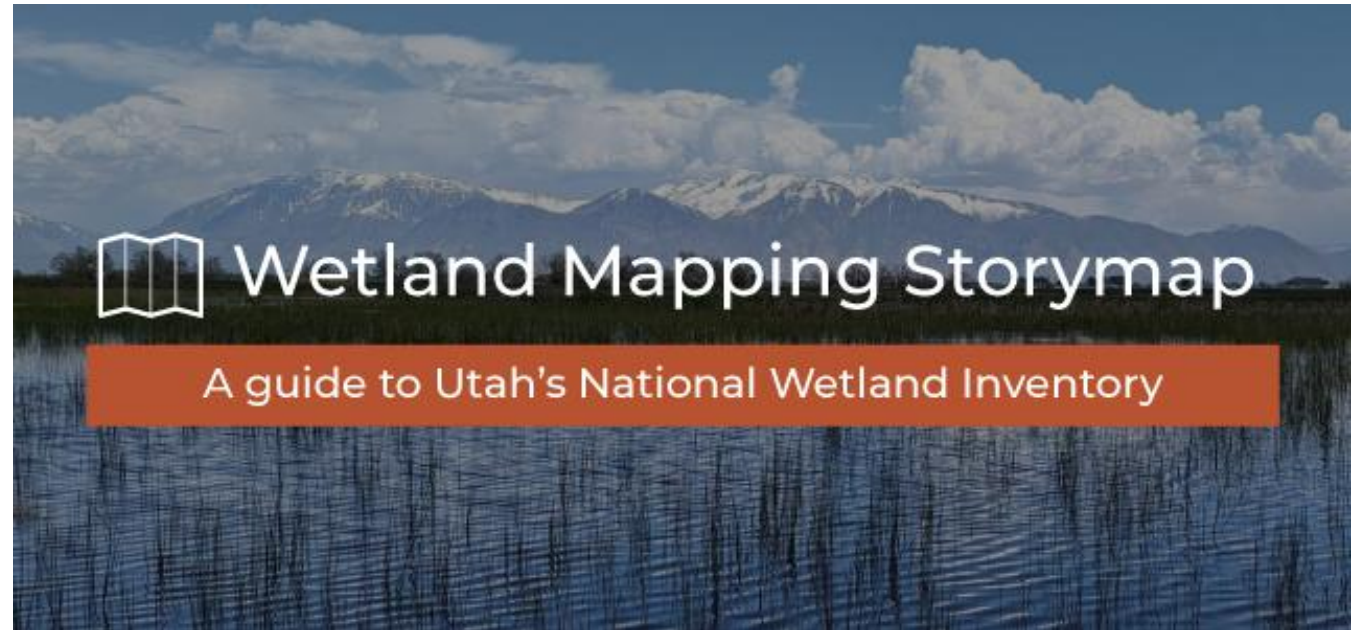 Wetland Mapping Storymap
A guide to Utah's National Wetland Inventory